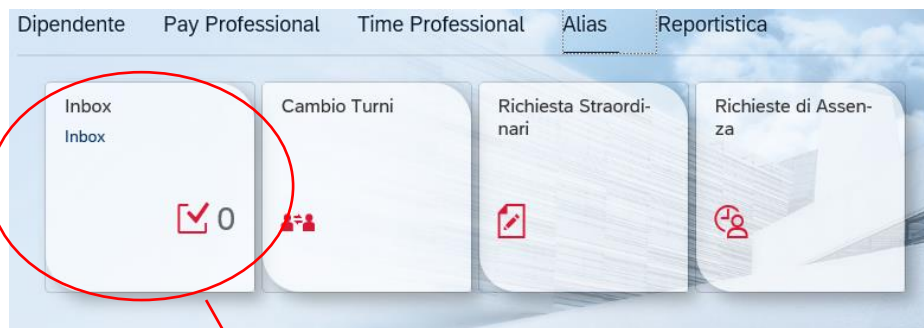 Dipendente Pay Professional Time Professional Alias Reportistica
Inbox
Inbox
0
Cambio Turni
Richiesta Straordi-
nari
Richieste di Assen-
za